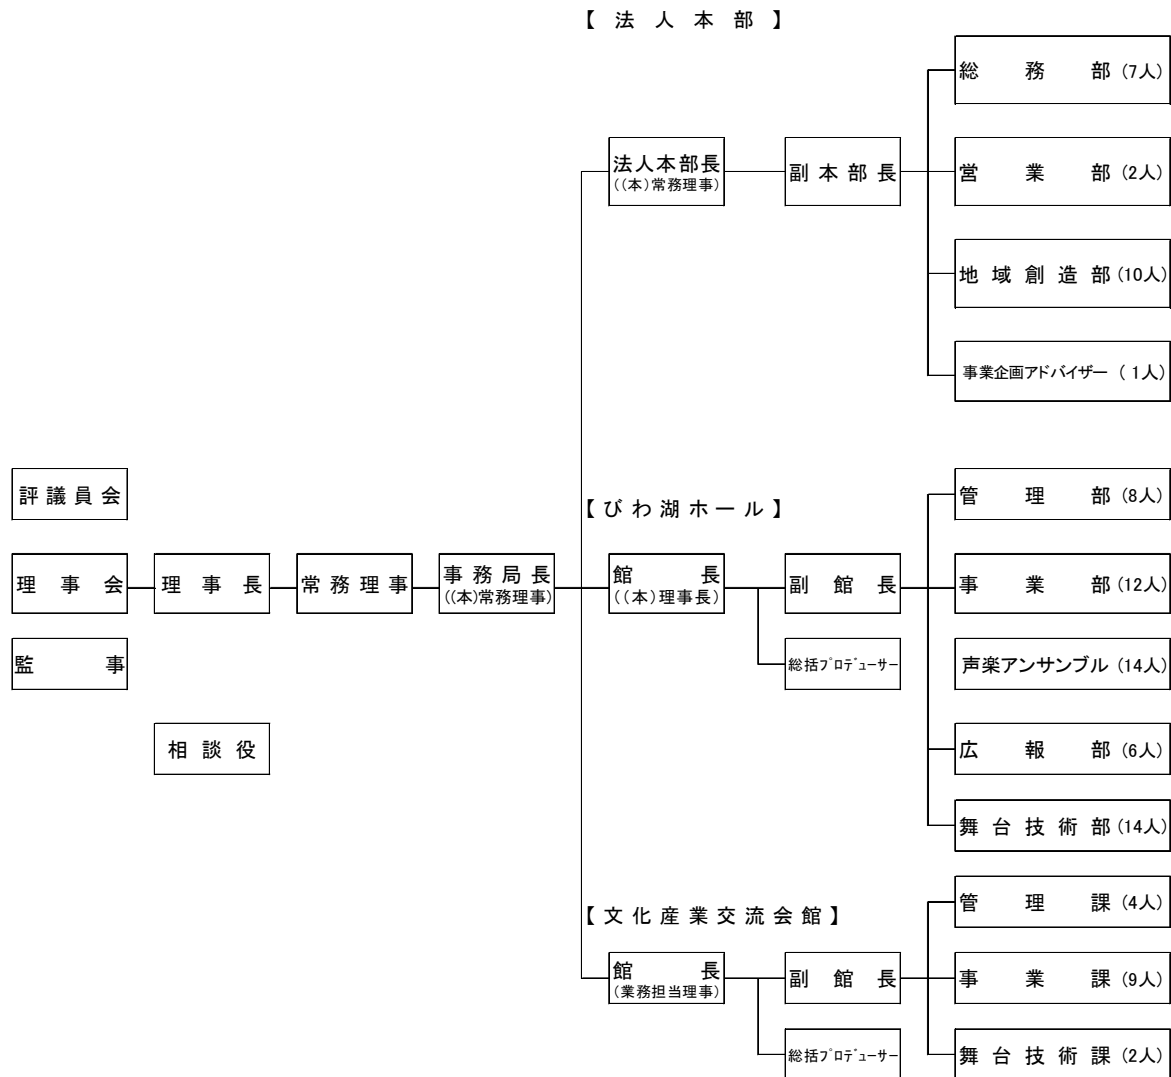 【法人本部】
総務部(7人)
法人本部長
((本)常務理事)
副本部長
営業部(2人)
地域創造部(10人)
事業企画アドバイザー(1人)
評議員会
【びわ湖ホール】
管理部(8人)
理事会
理事長
常務理事
事務局長
((本)常務理事)
館長
((本)理事長)
副館長
事業部(12人)
監事
総括プロデューサー
声楽アンサンブル(14人)
相談役
広報部(6人)
舞台技術部(14人)
【文化産業交流会館】
管理課(4人)
館長
(業務担当理事)
副館長
事業課(9人)
総括プロデューサー
舞台技術課(2人)